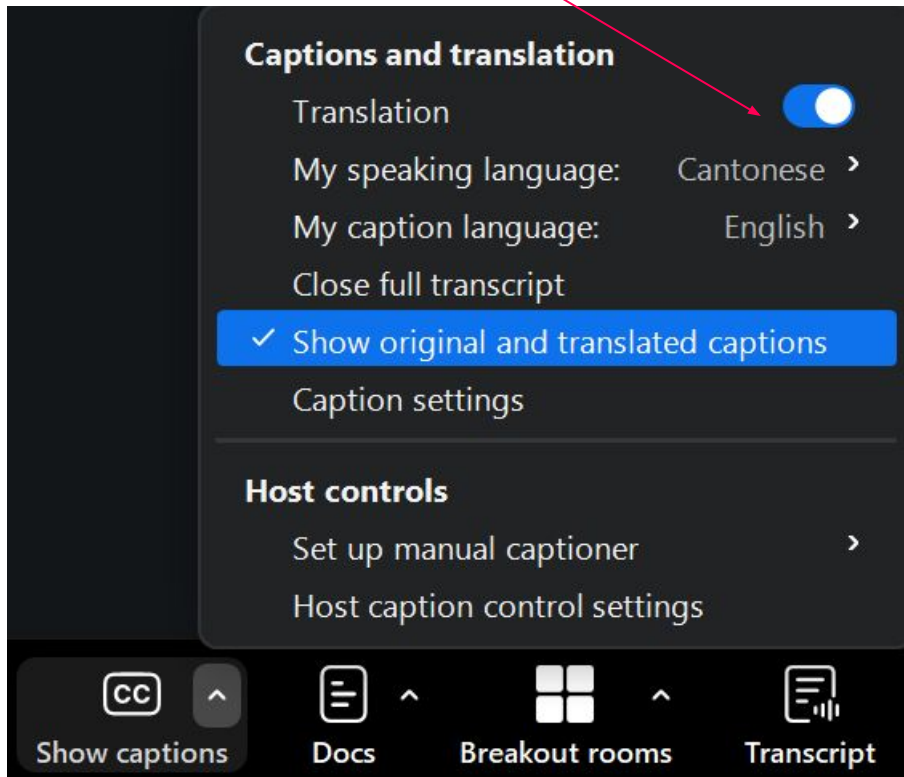 Captions and translation
Translation
My speaking language: Cantonese
My caption language: English
Close full transcript
Show original and translated captions
Caption settings
Host controls
Set up manual captioner
Host caption control settings
CC
Show captions Docs Breakout rooms Transcript